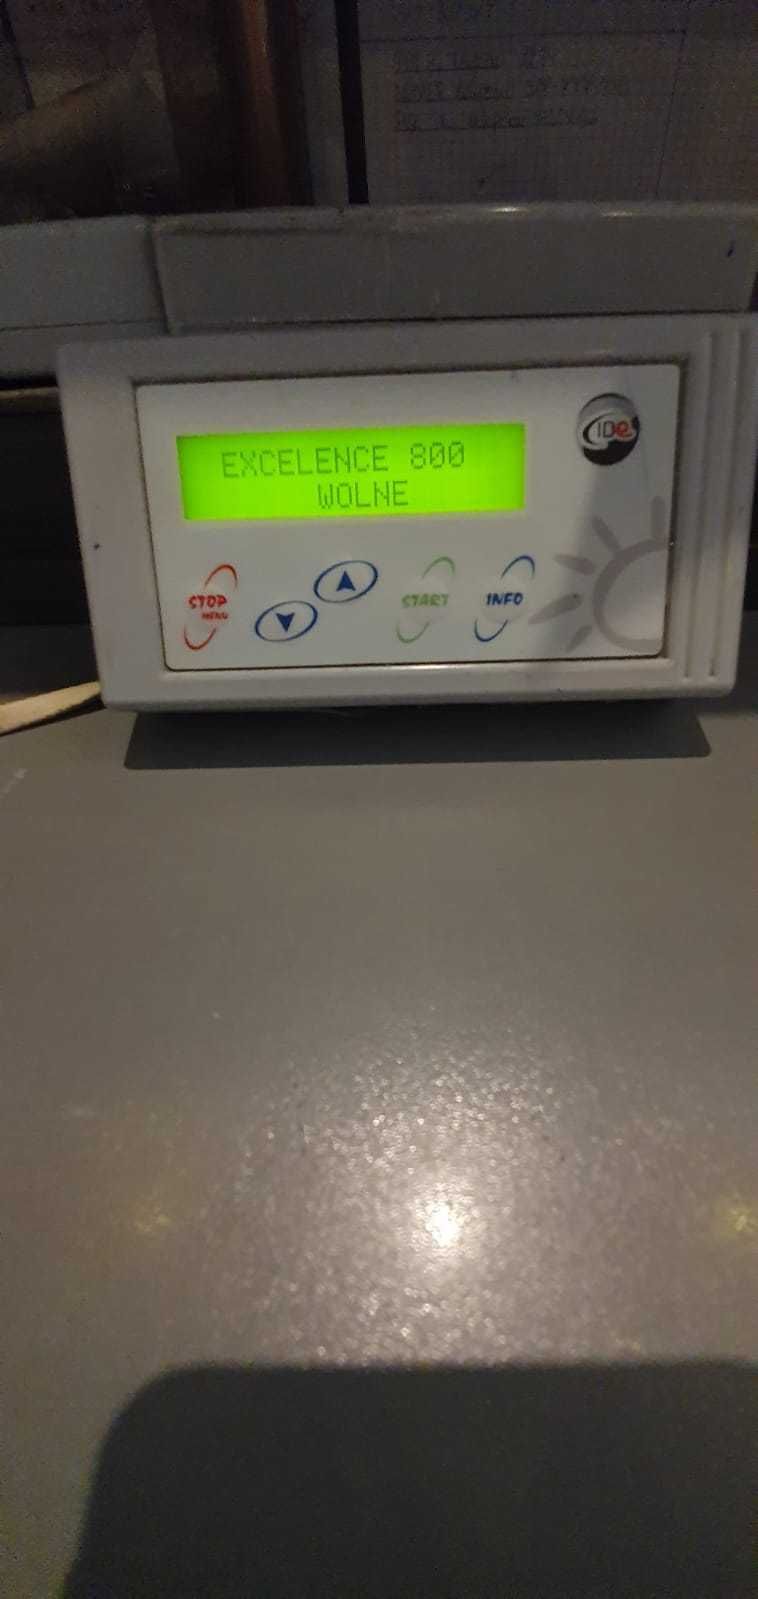 EXCELENCE 800
WOLNE
IDe
STOP
MENU
START
INFO